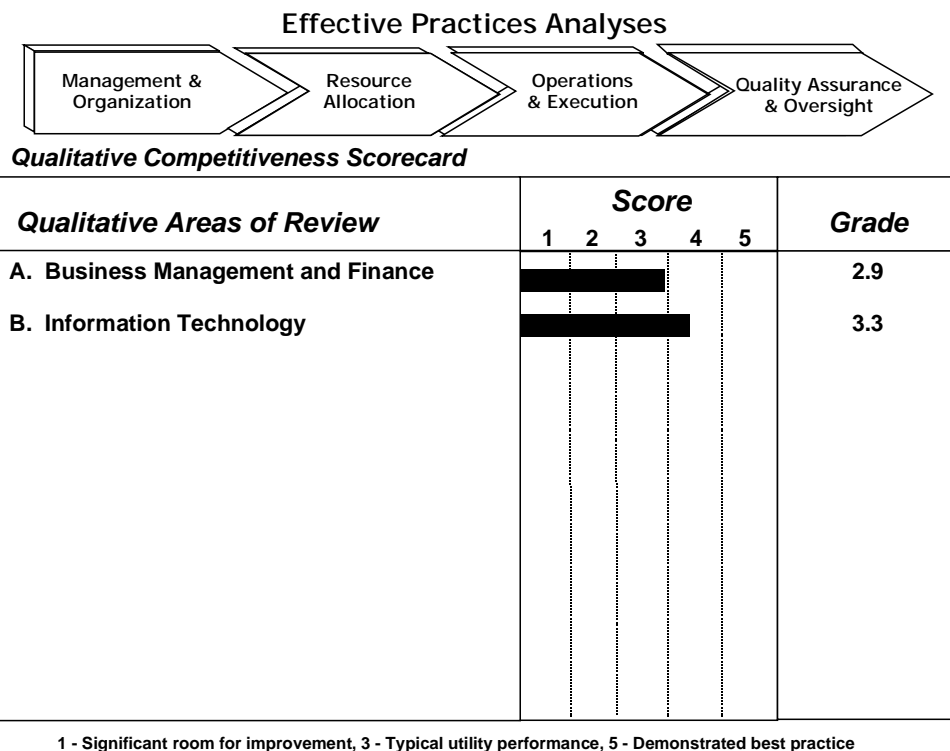 Effective Practices Analyses
Management &
Organization
Resource
Allocation
Operations
& Execution
Quality Assurance
& Oversight
Qualitative Competitiveness Scorecard
Qualitative Areas of Review
Score
1 2 3 4 5
Grade
A. Business Management and Finance 2.9
B. Information Technology 3.3
1 - Significant room for improvement, 3 - Typical utility performance, 5 - Demonstrated best practice